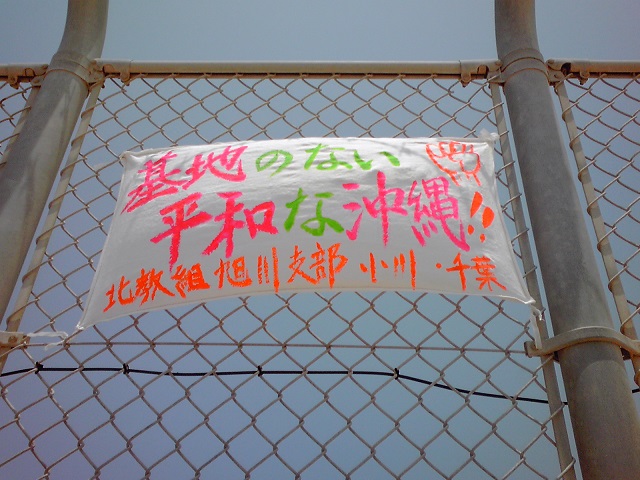 基地のない
平和な沖縄!!
北教組旭川支部 小川・千葉